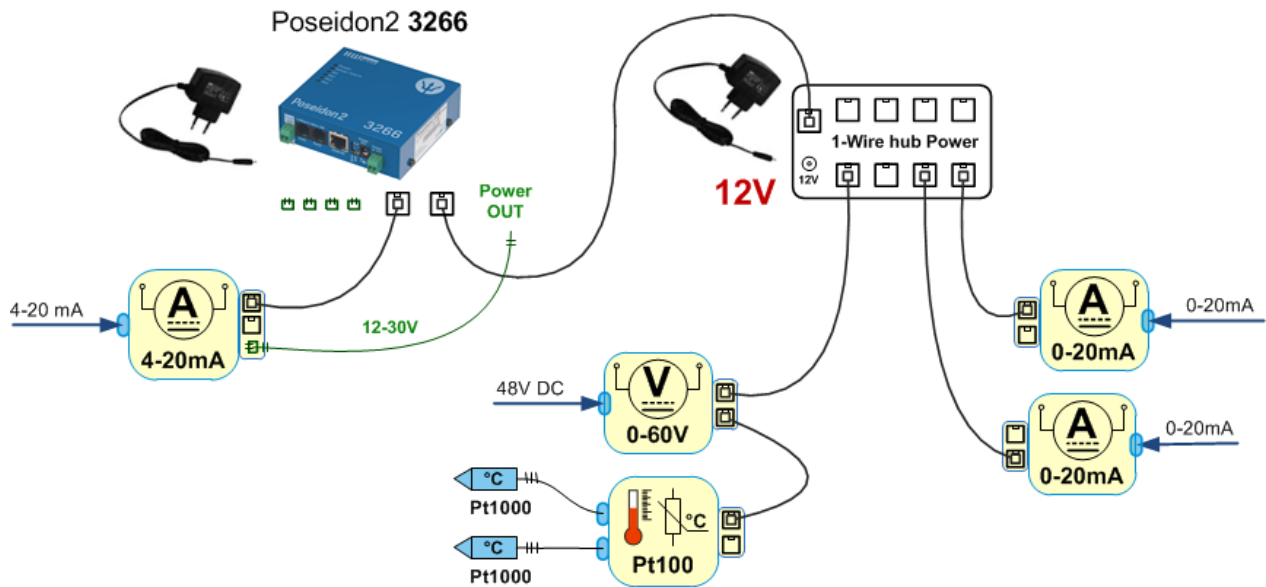 Poseidon2 3266
Poseidon2
3266
1-Wire hub Power
12V
12V
Power
OUT
4-20 mA
A
4-20mA
12-30V
A
0-20mA
0-20mA
48V DC
V
0-60V
A
0-20mA
0-20mA
°C
Pt1000
°C
Pt1000
°C
Pt100